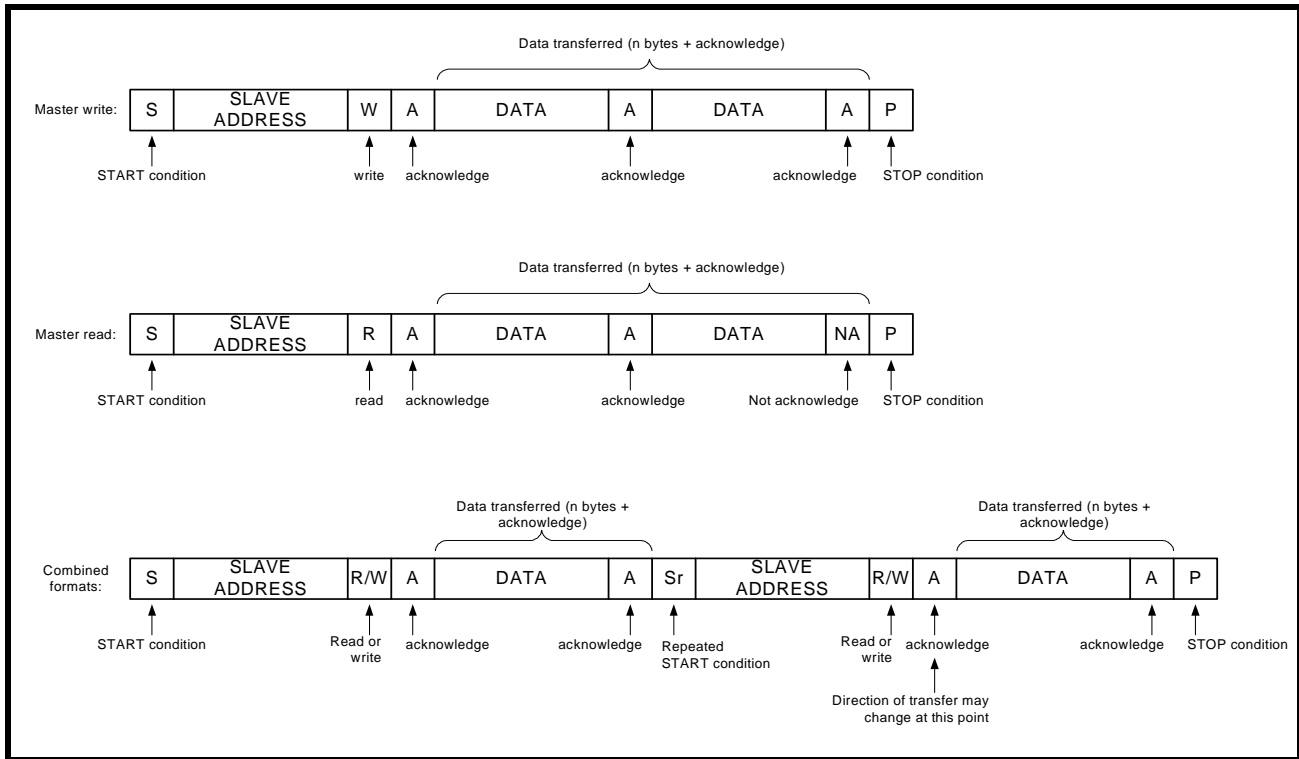 Data transferred (n bytes + acknowledge)
Master write:
S
SLAVE
ADDRESS
W
A
DATA
A
DATA
A
P
START condition
write
acknowledge
acknowledge
acknowledge
STOP condition
Data transferred (n bytes + acknowledge)
Master read:
S
SLAVE
ADDRESS
R
A
DATA
A
DATA
NA
P
START condition
read
acknowledge
acknowledge
Not acknowledge
STOP condition
Data transferred (n bytes +
acknowledge)
Data transferred (n bytes +
acknowledge)
Combined
formats:
S
SLAVE
ADDRESS
R/W
A
DATA
A
Sr
SLAVE
ADDRESS
R/W
A
DATA
A
P
START condition
Read or
write
acknowledge
acknowledge
Repeated
START condition
Read or
write
acknowledge
acknowledge
STOP condition
Direction of transfer may
change at this point